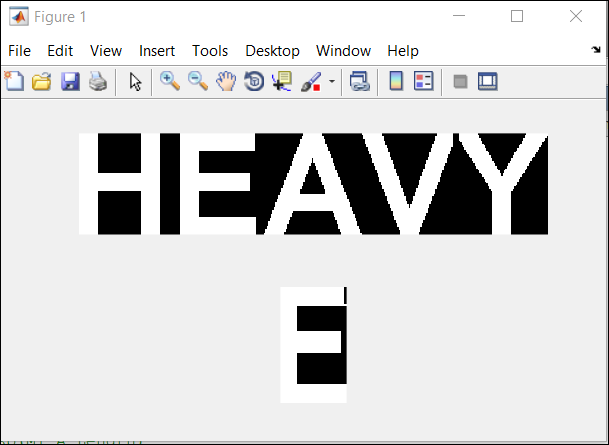 Figure 1
File Edit View Insert Tools Desktop Window Help
HEAVY
E